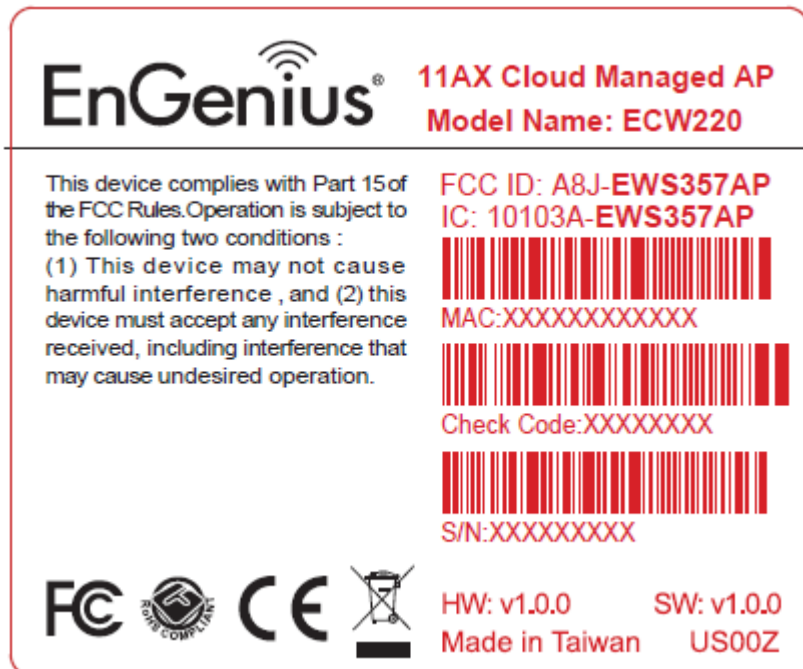 EnGenius®
11AX Cloud Managed AP
Model Name: ECW220
This device complies with Part 15 of
the FCC Rules.Operation is subject to
the following two conditions :
(1) This device may not cause
harmful interference , and (2) this
device must accept any interference
received, including interference that
may cause undesired operation.
FCC ID: A8J-EWS357AP
IC: 10103A-EWS357AP
MAC:XXXXXXXXXXXX
Check Code:XXXXXXXX
S/N:XXXXXXXXX
FC
RoHS COMPLIANT
CE
HW: v1.0.0 SW: v1.0.0
Made in Taiwan US00Z